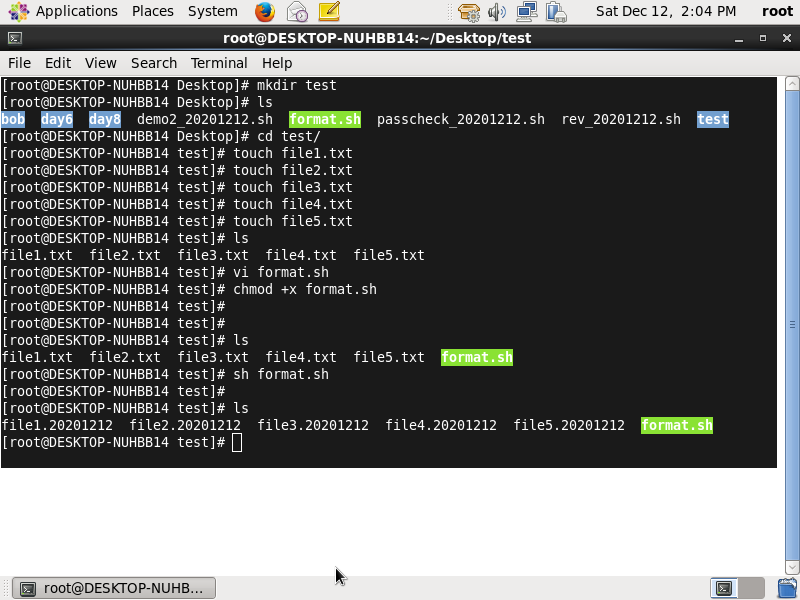 Applications Places System Sat Dec 12, 2:04 PM root
root@DESKTOP-NUHBB14:~/Desktop/test
File Edit View Search Terminal Help
[root@DESKTOP-NUHBB14 Desktop]# mkdir test
[root@DESKTOP-NUHBB14 Desktop]# ls
bob day6 day8 demo2_20201212.sh format.sh passcheck_20201212.sh rev_20201212.sh test
[root@DESKTOP-NUHBB14 Desktop]# cd test/
[root@DESKTOP-NUHBB14 test]# touch file1.txt
[root@DESKTOP-NUHBB14 test]# touch file2.txt
[root@DESKTOP-NUHBB14 test]# touch file3.txt
[root@DESKTOP-NUHBB14 test]# touch file4.txt
[root@DESKTOP-NUHBB14 test]# touch file5.txt
[root@DESKTOP-NUHBB14 test]# ls
file1.txt file2.txt file3.txt file4.txt file5.txt
[root@DESKTOP-NUHBB14 test]# vi format.sh
[root@DESKTOP-NUHBB14 test]# chmod +x format.sh
[root@DESKTOP-NUHBB14 test]#
[root@DESKTOP-NUHBB14 test]#
[root@DESKTOP-NUHBB14 test]# ls
file1.txt file2.txt file3.txt file4.txt file5.txt format.sh
[root@DESKTOP-NUHBB14 test]# sh format.sh
[root@DESKTOP-NUHBB14 test]#
[root@DESKTOP-NUHBB14 test]# ls
file1.20201212 file2.20201212 file3.20201212 file4.20201212 file5.20201212 format.sh
[root@DESKTOP-NUHBB14 test]#
root@DESKTOP-NUHB...